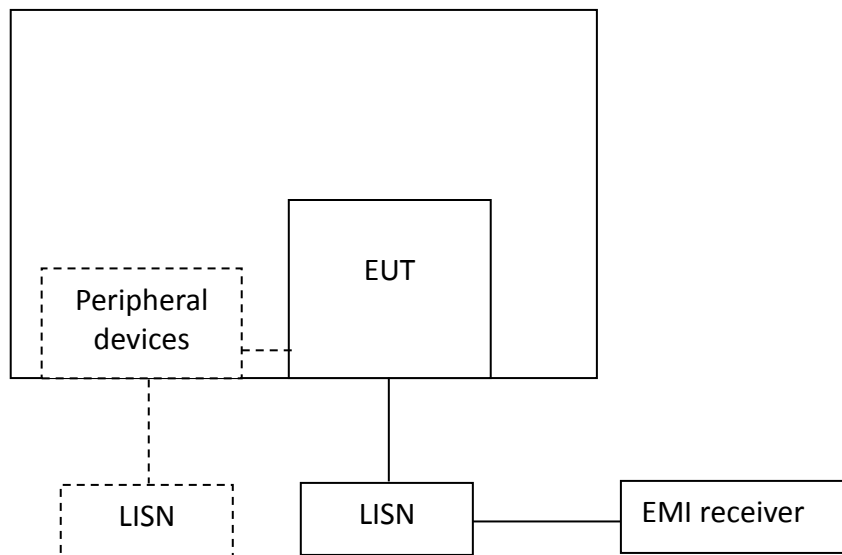 EUT
Peripheral
devices
LISN
LISN
EMI receiver